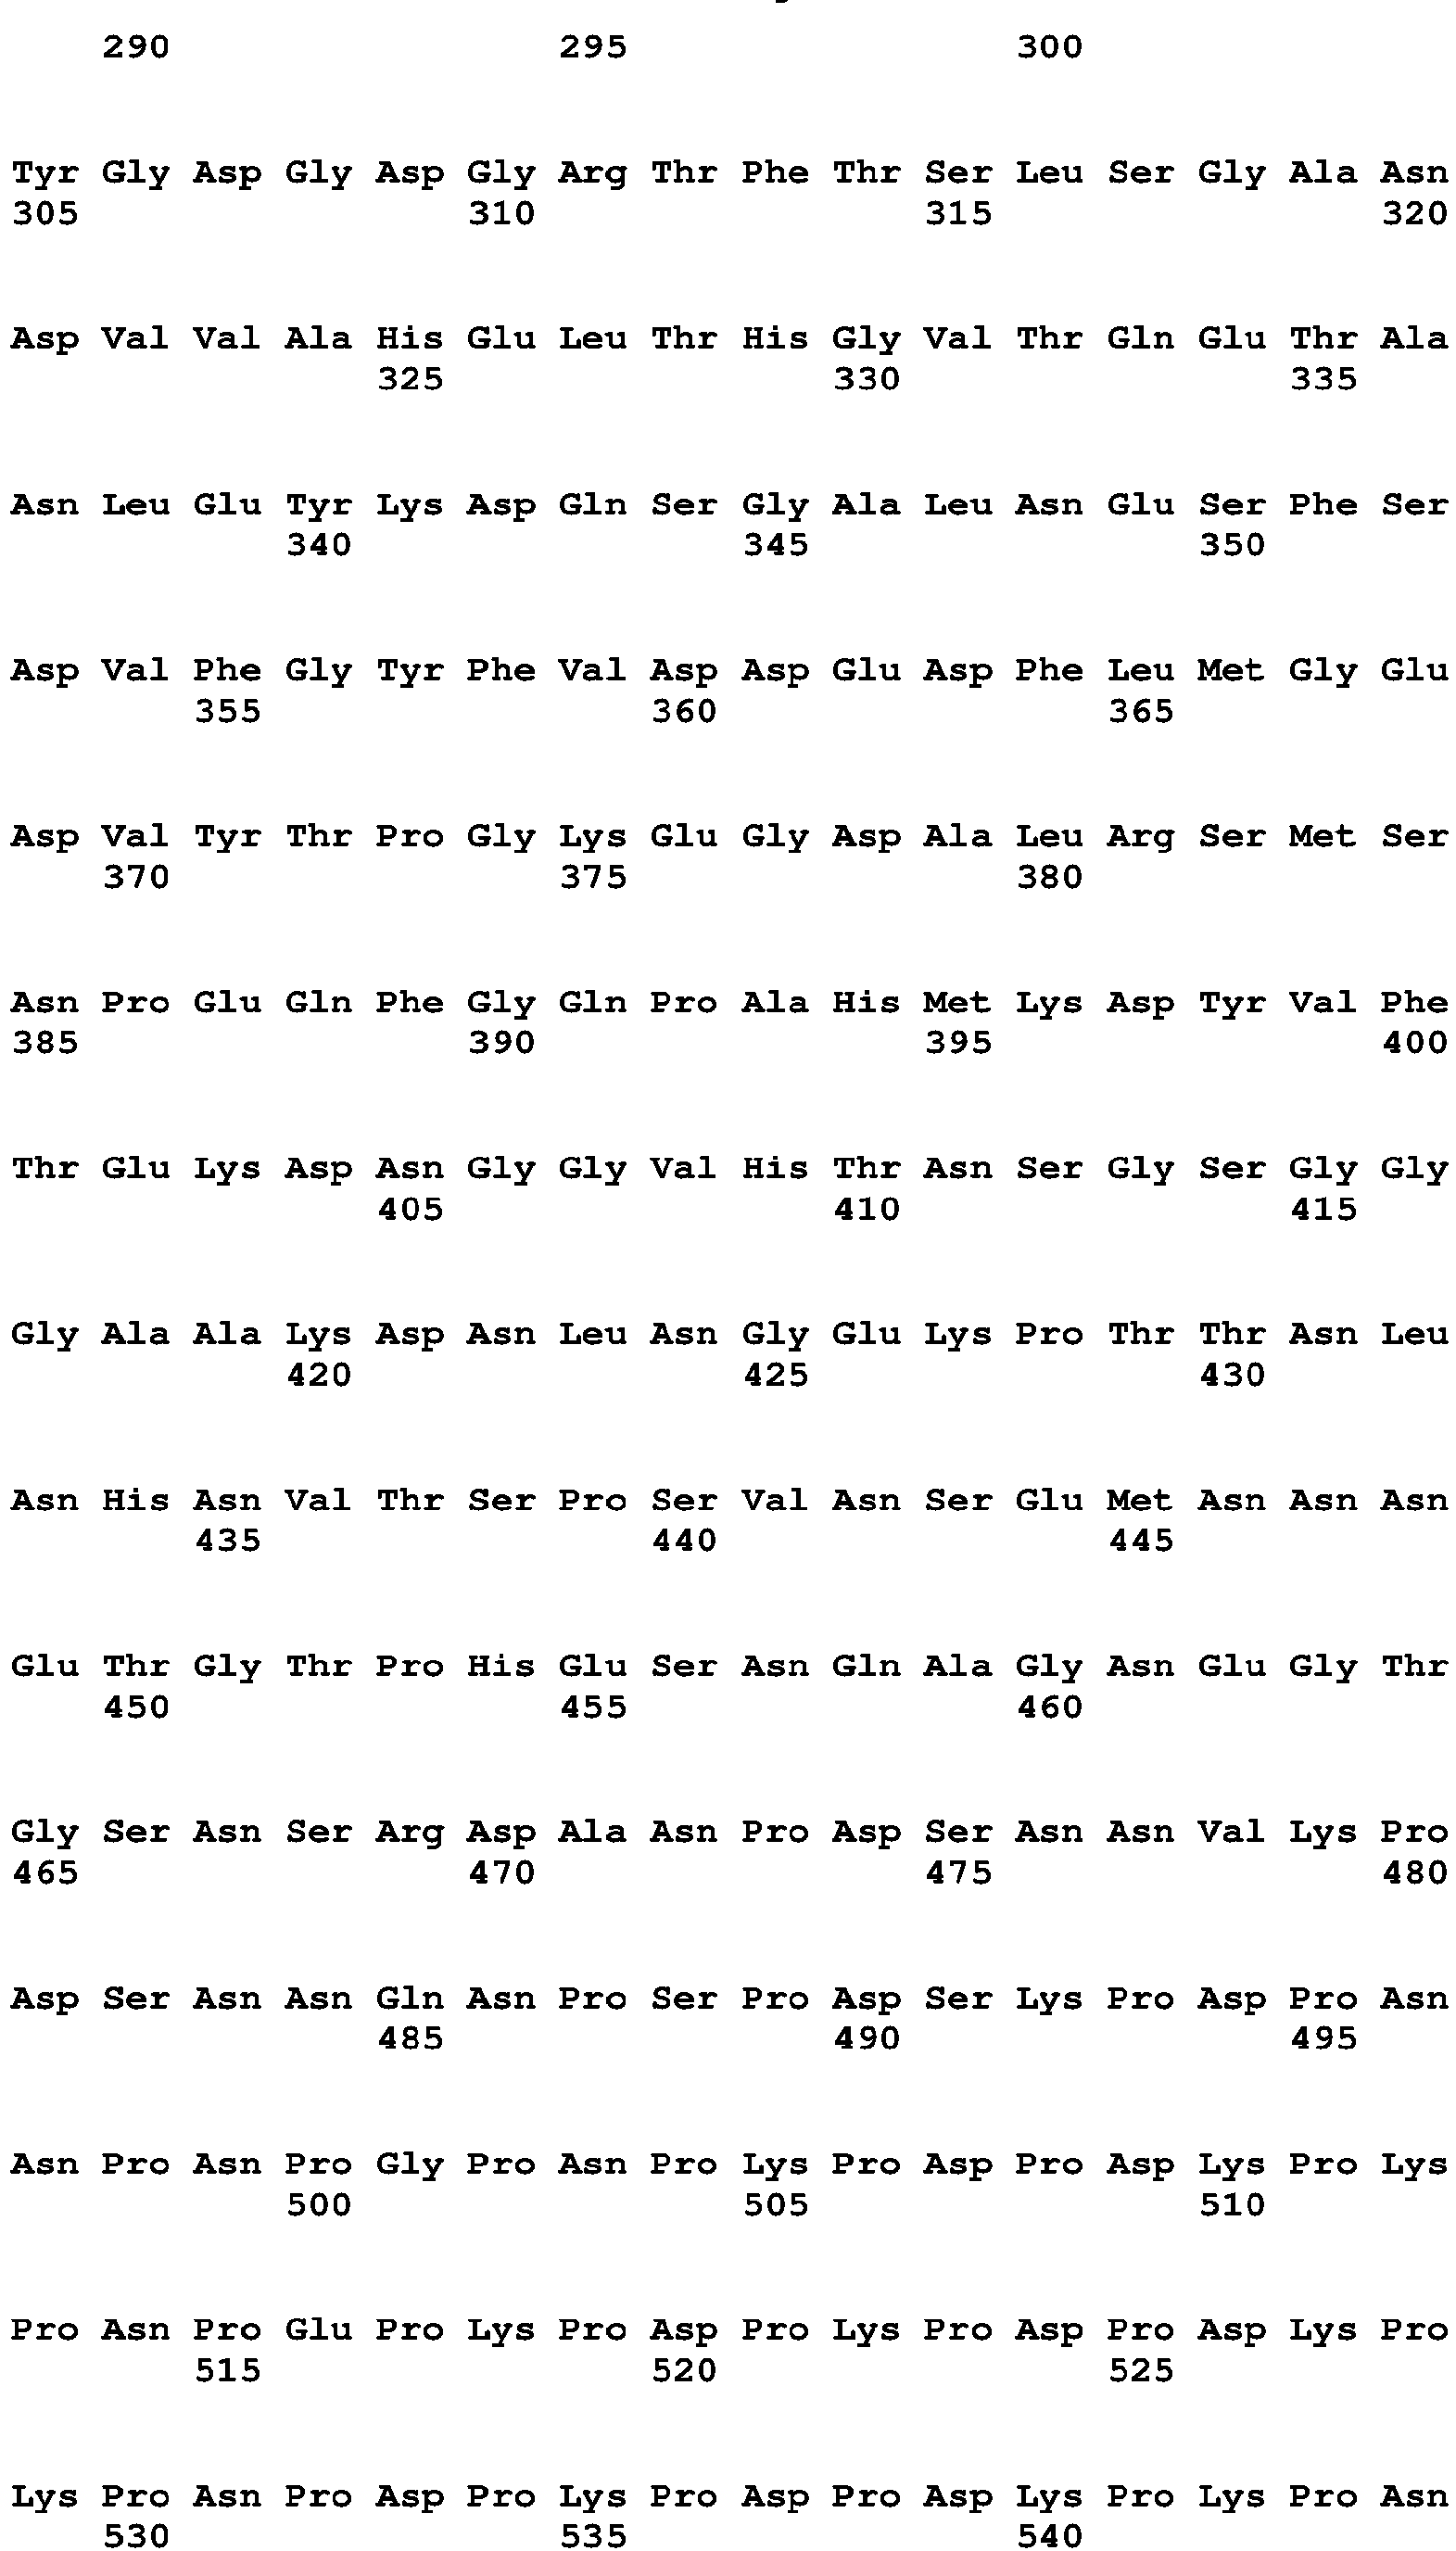 290 295 300
Tyr Gly Asp Gly Asp Gly Arg Thr Phe Thr Ser Leu Ser Gly Ala Asn
305 310 315 320
Asp Val Val Ala His Glu Leu Thr His Gly Val Thr Gln Glu Thr Ala
325 330 335
Asn Leu Glu Tyr Lys Asp Gln Ser Gly Ala Leu Asn Glu Ser Phe Ser
340 345 350
Asp Val Phe Gly Tyr Phe Val Asp Asp Glu Asp Phe Leu Met Gly Glu
355 360 365
Asp Val Tyr Thr Pro Gly Lys Glu Gly Asp Ala Leu Arg Ser Met Ser
370 375 380
Asn Pro Glu Gln Phe Gly Gln Pro Ala His Met Lys Asp Tyr Val Phe
385 390 395 400
Thr Glu Lys Asp Asn Gly Gly Val His Thr Asn Ser Gly Ser Gly Gly
405 410 415
Gly Ala Ala Lys Asp Asn Leu Asn Gly Glu Lys Pro Thr Thr Asn Leu
420 425 430
Asn His Asn Val Thr Ser Pro Ser Val Asn Ser Glu Met Asn Asn Asn
435 440 445
Glu Thr Gly Thr Pro His Glu Ser Asn Gln Ala Gly Asn Glu Gly Thr
450 455 460
Gly Ser Asn Ser Arg Asp Ala Asn Pro Asp Ser Asn Asn Val Lys Pro
465 470 475 480
Asp Ser Asn Asn Gln Asn Pro Ser Pro Asp Ser Lys Pro Asp Pro Asn
485 490 495
Asn Pro Asn Pro Gly Pro Asn Pro Lys Pro Asp Pro Asp Lys Pro Lys
500 505 510
Pro Asn Pro Glu Pro Lys Pro Asp Pro Lys Pro Asp Pro Asp Lys Pro
515 520 525
Lys Pro Asn Pro Asp Pro Lys Pro Asp Pro Asp Lys Pro Lys Pro Asn
530 535 540